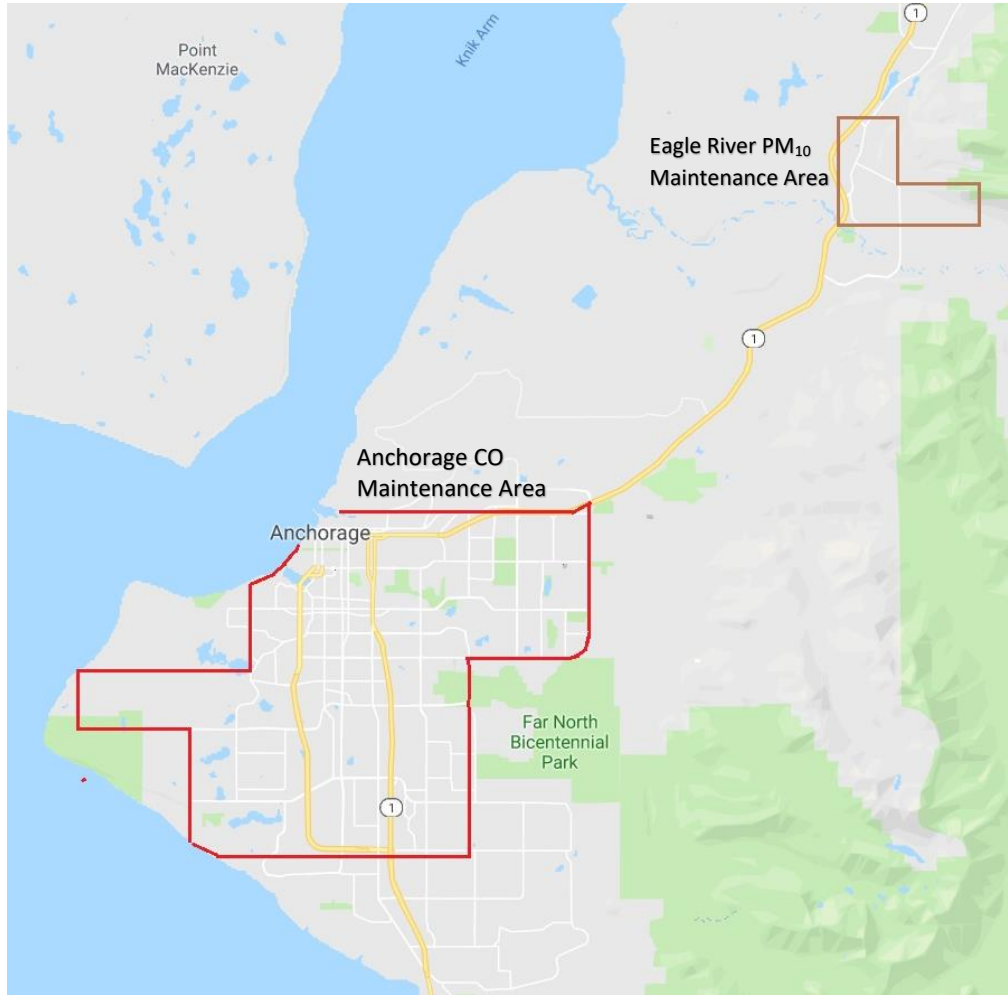 1
Point
MacKenzie
Knik Arm
Eagle River PM₁₀
Maintenance Area
1
Anchorage CO
Maintenance Area
Anchorage
Far North
Bicentennial
Park
1